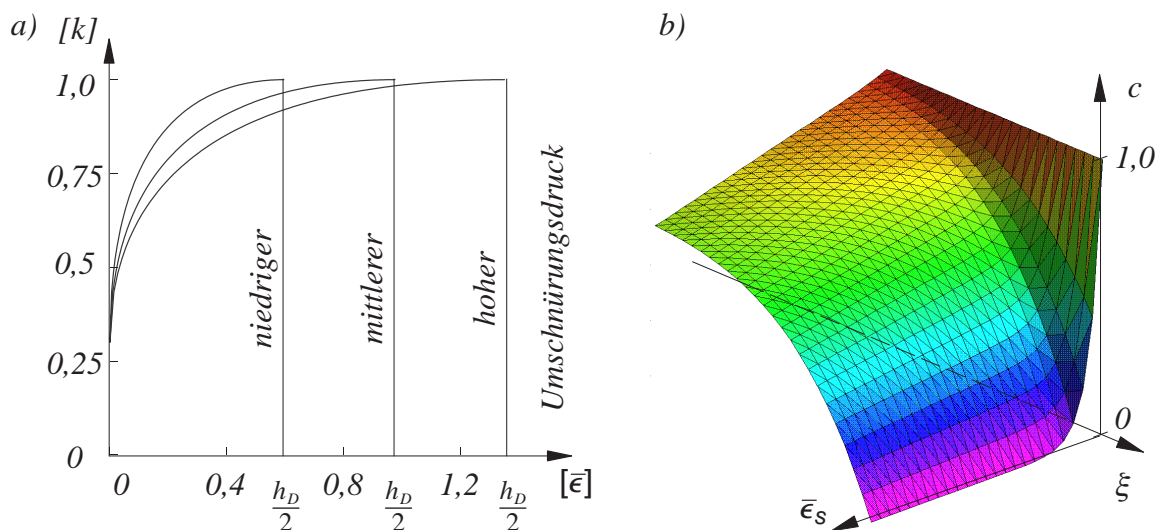 a)
[k]
1,0
0,75
0,5
0,25
0
0
0,4
0,8
1,2
[ε̄]
h_D/2
h_D/2
h_D/2
niedriger
mittlerer
hoher
Umschnürungsdruck
b)
c
1,0
0
ξ
ε̄_S